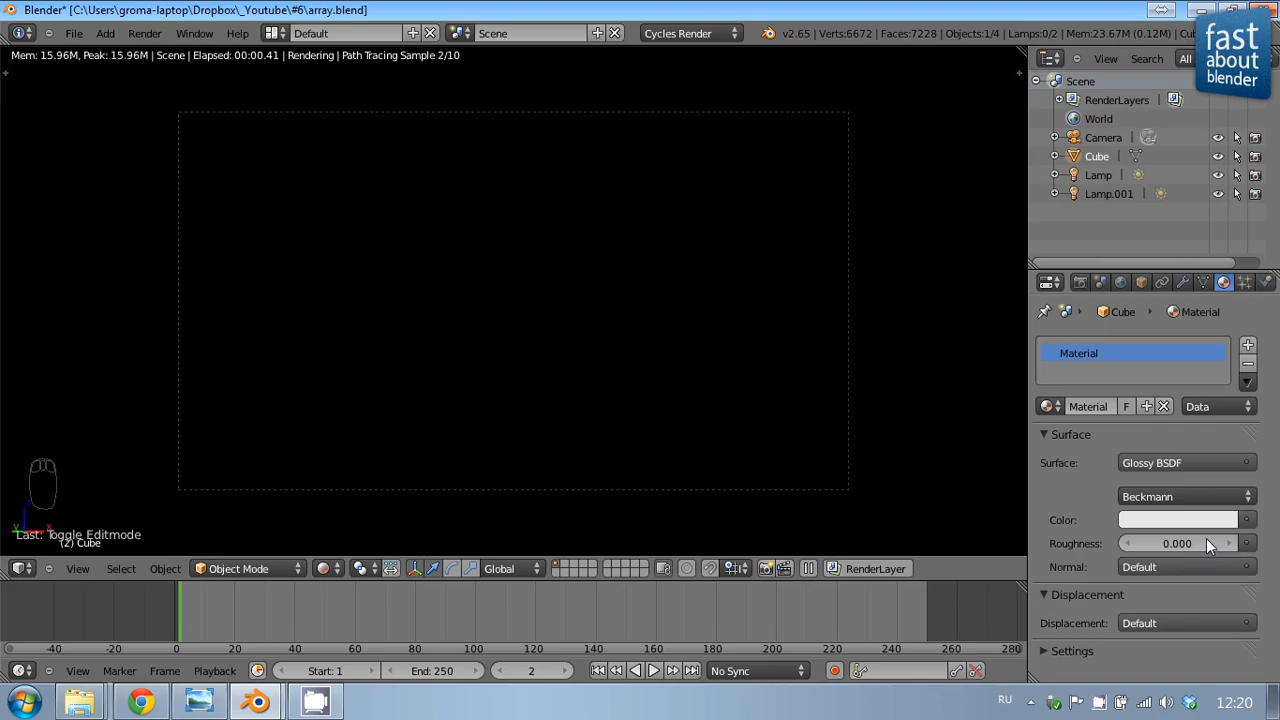 Blender* [C:\Users\groma-laptop\Dropbox\_Youtube\#6\array.blend]
File Add Render Window Help Default Scene Cycles Render v2.65 | Verts:6672 | Faces:7228 | Objects:1/4 | Lamps:0/2 | Mem:23.67M (0.12M) | Cu
fast
about
blender
Mem: 15.96M, Peak: 15.96M | Scene | Elapsed: 00:00.41 | Rendering | Path Tracing Sample 2/10
View Search All
Scene
RenderLayers
World
Camera
Cube
Lamp
Lamp.001
Cube Material
Material
Material F Data
Surface
Surface: Glossy BSDF
Beckmann
Color:
Roughness: 0.000
Normal: Default
Displacement
Displacement: Default
Settings
Last: Toggle Editmode
(2) Cube
View Select Object Object Mode Global RenderLayer
-40 -20 0 20 40 60 80 100 120 140 160 180 200 220 240 260 280
View Marker Frame Playback Start: 1 End: 250 2 No Sync
RU 12:20